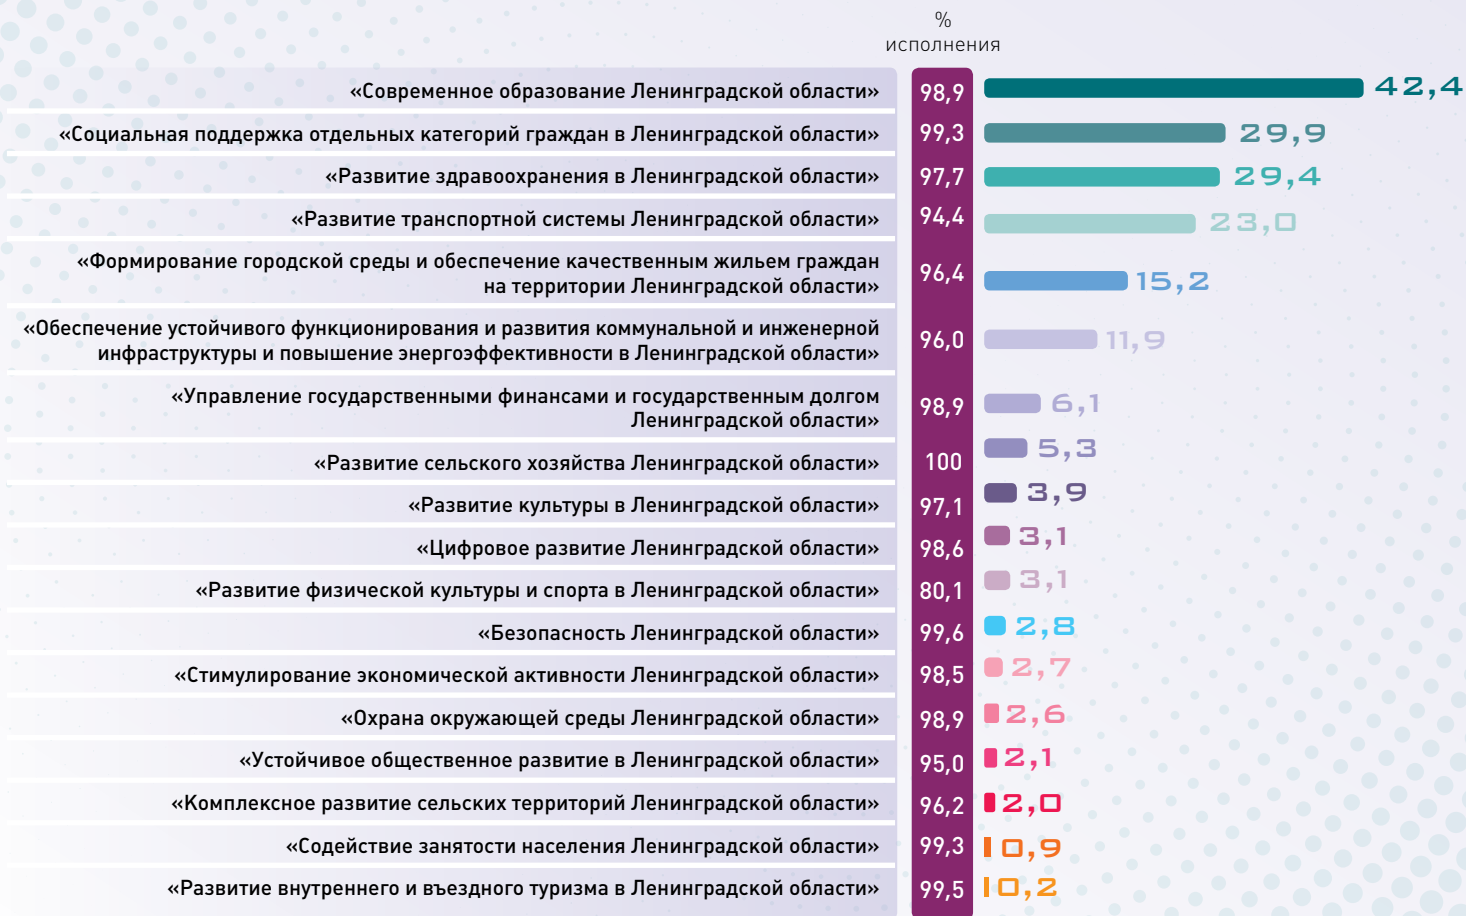 %
исполнения
«Современное образование Ленинградской области» 98,9 42,4
«Социальная поддержка отдельных категорий граждан в Ленинградской области» 99,3 29,9
«Развитие здравоохранения в Ленинградской области» 97,7 29,4
«Развитие транспортной системы Ленинградской области» 94,4 23,0
«Формирование городской среды и обеспечение качественным жильем граждан
на территории Ленинградской области» 96,4 15,2
«Обеспечение устойчивого функционирования и развития коммунальной и инженерной
инфраструктуры и повышение энергоэффективности в Ленинградской области» 96,0 11,9
«Управление государственными финансами и государственным долгом
Ленинградской области» 98,9 6,1
«Развитие сельского хозяйства Ленинградской области» 100 5,3
«Развитие культуры в Ленинградской области» 97,1 3,9
«Цифровое развитие Ленинградской области» 98,6 3,1
«Развитие физической культуры и спорта в Ленинградской области» 80,1 3,1
«Безопасность Ленинградской области» 99,6 2,8
«Стимулирование экономической активности Ленинградской области» 98,5 2,7
«Охрана окружающей среды Ленинградской области» 98,9 2,6
«Устойчивое общественное развитие в Ленинградской области» 95,0 2,1
«Комплексное развитие сельских территорий Ленинградской области» 96,2 2,0
«Содействие занятости населения Ленинградской области» 99,3 0,9
«Развитие внутреннего и въездного туризма в Ленинградской области» 99,5 0,2